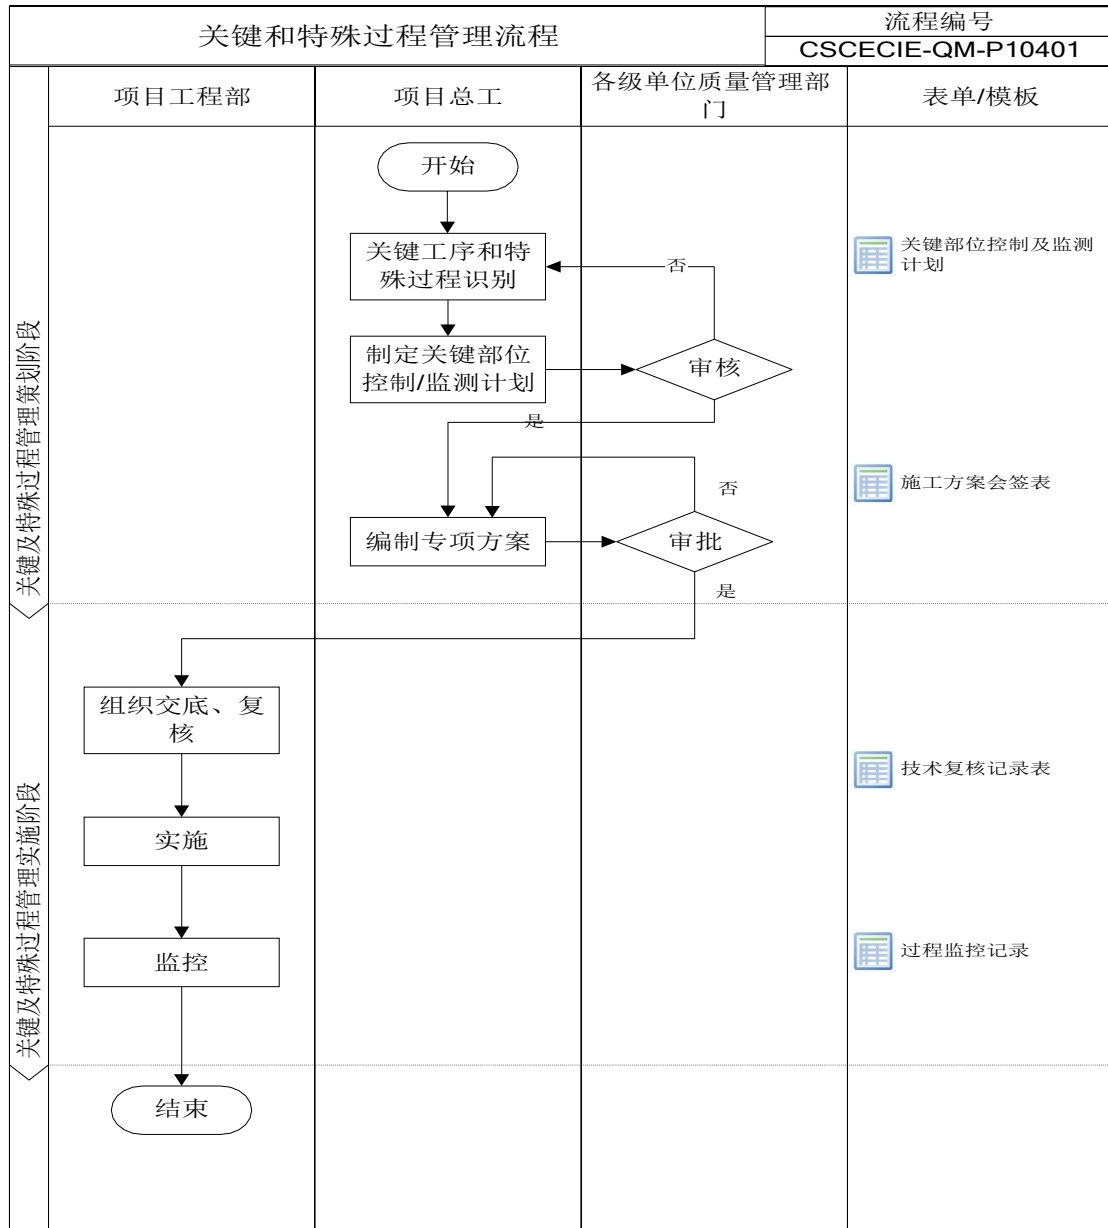 关键和特殊过程管理流程
流程编号
CSCECIE-QM-P10401
项目工程部
项目总工
各级单位质量管理部
门
表单/模板
关键及特殊过程管理策划阶段
开始
关键工序和特
殊过程识别
否
关键部位控制及监测
计划
制定关键部位
控制/监测计划
审核
是
否
施工方案会签表
编制专项方案
审批
是
关键及特殊过程管理实施阶段
组织交底、复
核
技术复核记录表
实施
监控
过程监控记录
结束